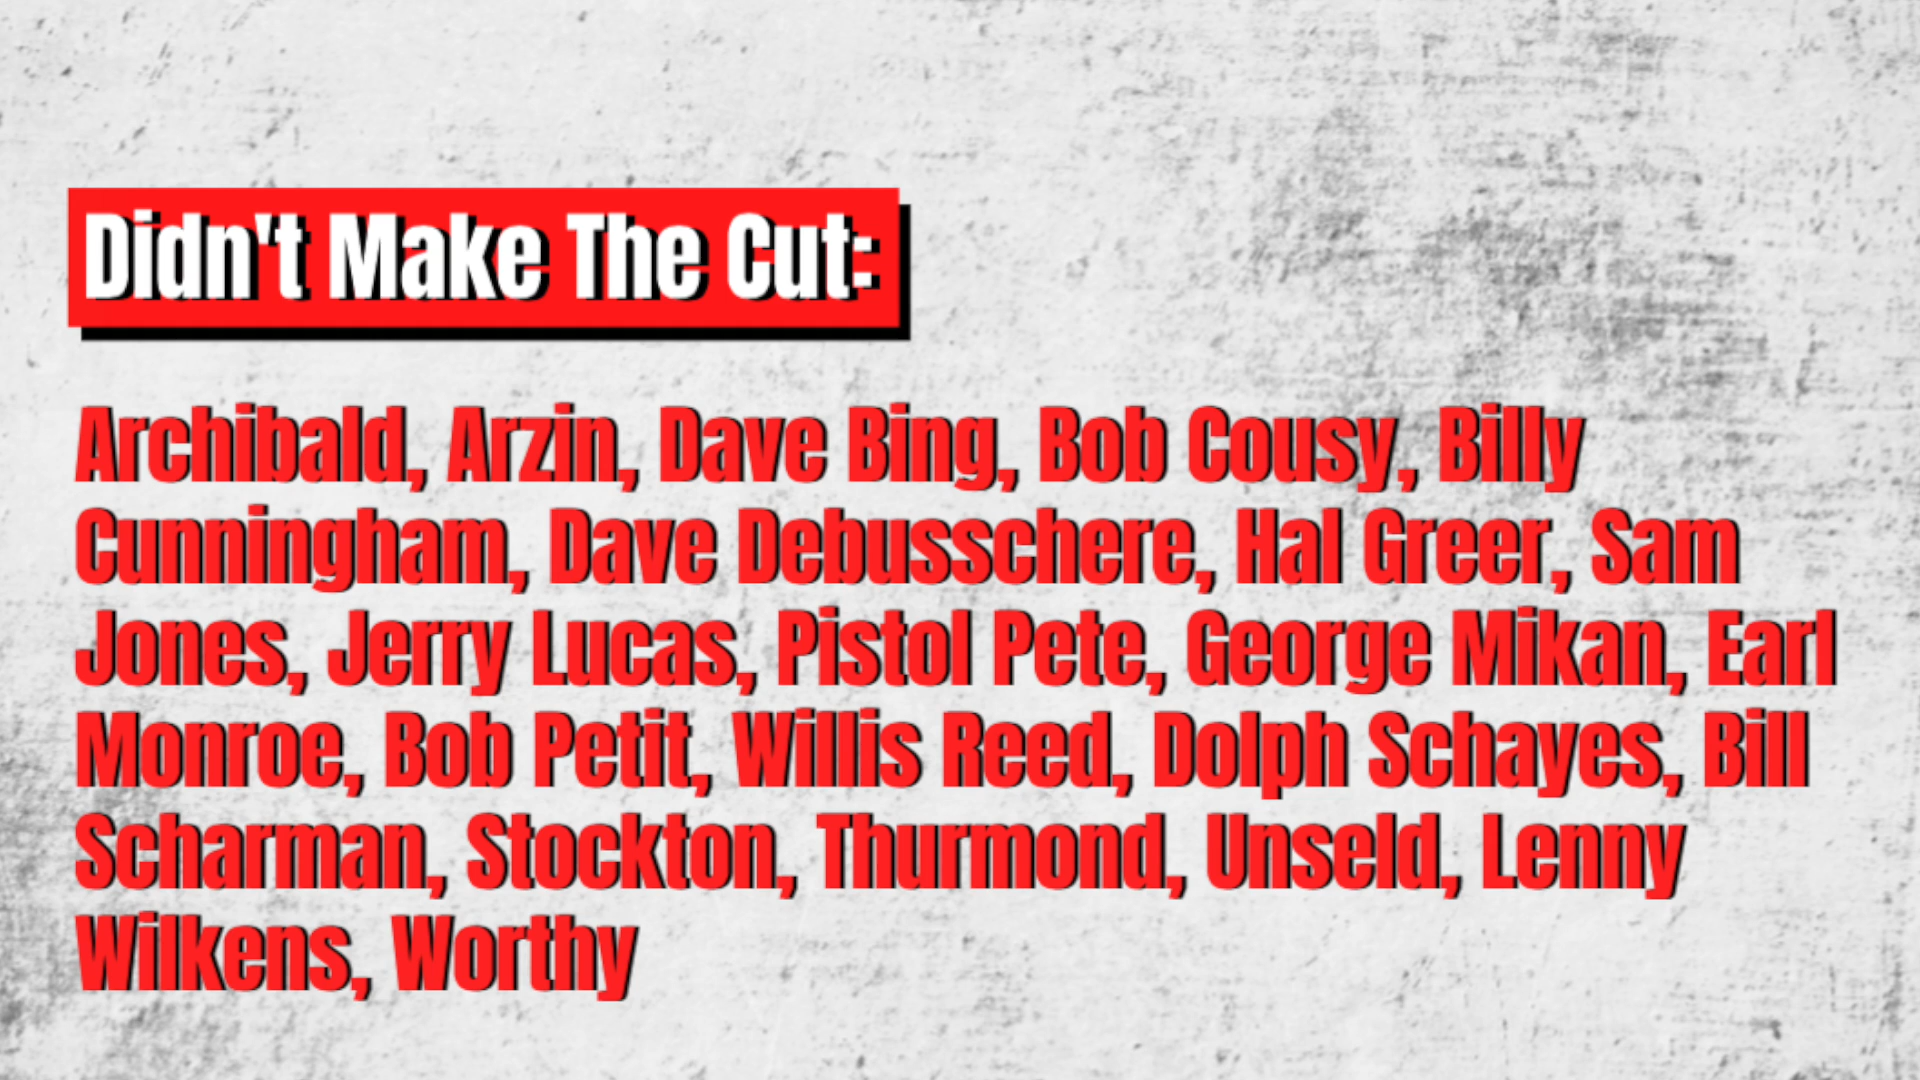 Didn't Make The Cut:
Archibald, Arzin, Dave Bing, Bob Cousy, Billy
Cunningham, Dave Debusschere, Hal Greer, Sam
Jones, Jerry Lucas, Pistol Pete, George Mikan, Earl
Monroe, Bob Petit, Willis Reed, Dolph Schayes, Bill
Scharman, Stockton, Thurmond, Unseld, Lenny
Wilkens, Worthy